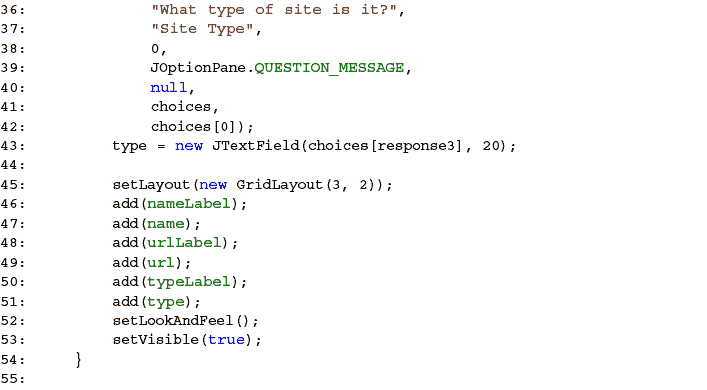 36:                "What type of site is it?",
37:                "Site Type",
38:                0,
39:                JOptionPane.QUESTION_MESSAGE,
40:                null,
41:                choices,
42:                choices[0]);
43:           type = new JTextField(choices[response3], 20);
44:
45:           setLayout(new GridLayout(3, 2));
46:           add(nameLabel);
47:           add(name);
48:           add(urlLabel);
49:           add(url);
50:           add(typeLabel);
51:           add(type);
52:           setLookAndFeel();
53:           setVisible(true);
54:      }
55: